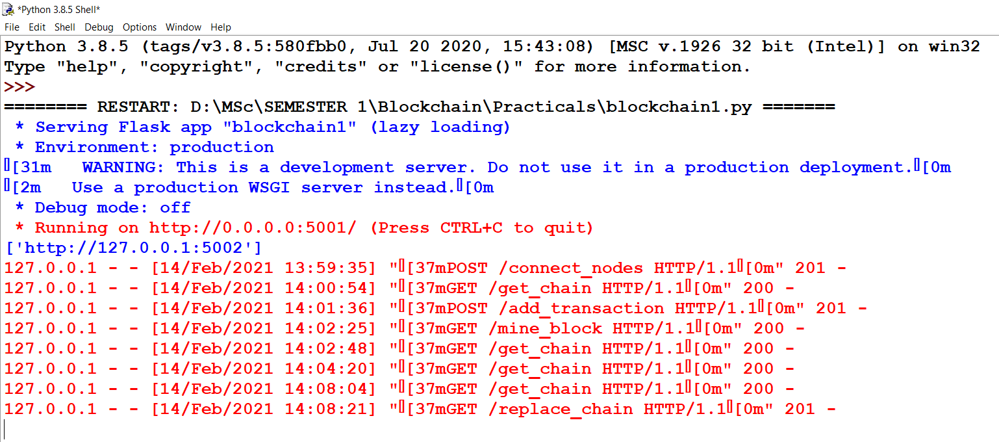 *Python 3.8.5 Shell*
File Edit Shell Debug Options Window Help
Python 3.8.5 (tags/v3.8.5:580fbb0, Jul 20 2020, 15:43:08) [MSC v.1926 32 bit (Intel)] on win32
Type "help", "copyright", "credits" or "license()" for more information.
>>>
======== RESTART: D:\MSc\SEMESTER 1\Blockchain\Practicals\blockchain1.py =======
 * Serving Flask app "blockchain1" (lazy loading)
 * Environment: production
▯[31m   WARNING: This is a development server. Do not use it in a production deployment.▯[0m
▯[2m   Use a production WSGI server instead.▯[0m
 * Debug mode: off
 * Running on http://0.0.0.0:5001/ (Press CTRL+C to quit)
['http://127.0.0.1:5002']
127.0.0.1 - - [14/Feb/2021 13:59:35] "▯[37mPOST /connect_nodes HTTP/1.1▯[0m" 201 -
127.0.0.1 - - [14/Feb/2021 14:00:54] "▯[37mGET /get_chain HTTP/1.1▯[0m" 200 -
127.0.0.1 - - [14/Feb/2021 14:01:36] "▯[37mPOST /add_transaction HTTP/1.1▯[0m" 201 -
127.0.0.1 - - [14/Feb/2021 14:02:25] "▯[37mGET /mine_block HTTP/1.1▯[0m" 200 -
127.0.0.1 - - [14/Feb/2021 14:02:48] "▯[37mGET /get_chain HTTP/1.1▯[0m" 200 -
127.0.0.1 - - [14/Feb/2021 14:04:20] "▯[37mGET /get_chain HTTP/1.1▯[0m" 200 -
127.0.0.1 - - [14/Feb/2021 14:08:04] "▯[37mGET /get_chain HTTP/1.1▯[0m" 200 -
127.0.0.1 - - [14/Feb/2021 14:08:21] "▯[37mGET /replace_chain HTTP/1.1▯[0m" 201 -